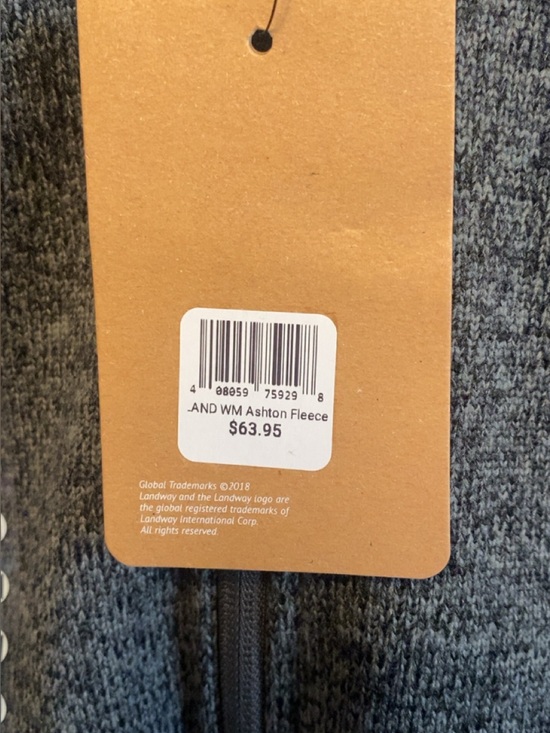 4 08059 75929 8
.AND WM Ashton Fleece
$63.95
Global Trademarks ©2018
Landway and the Landway logo are
the global registered trademarks of
Landway International Corp.
All rights reserved